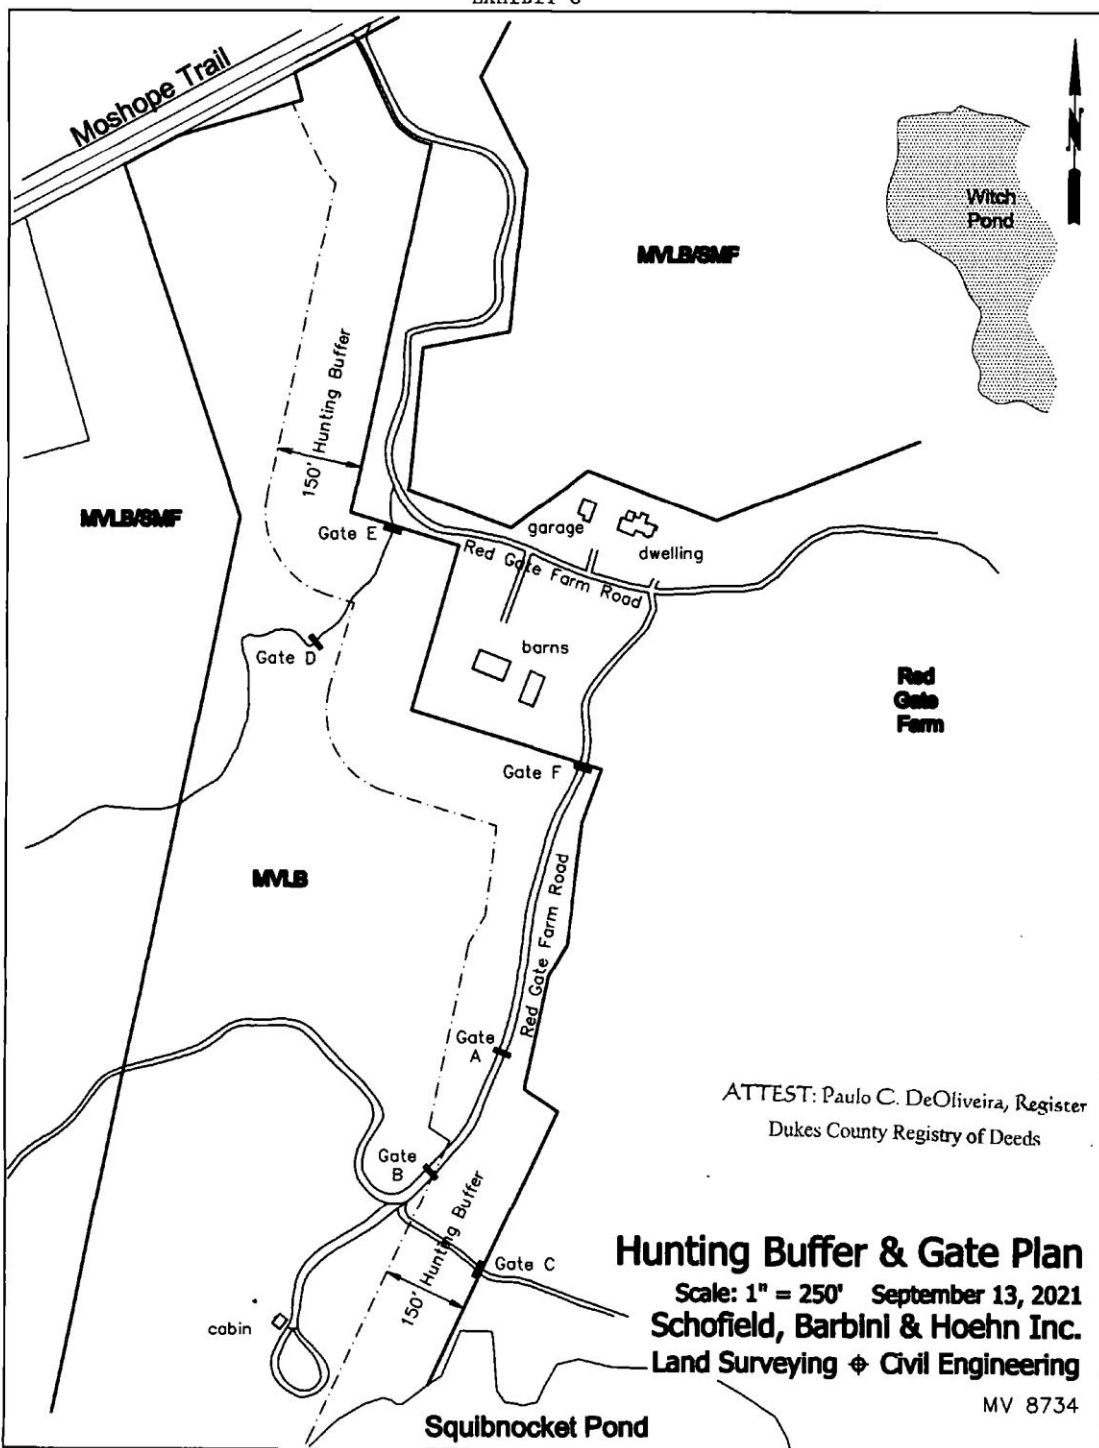 Moshope Trail
N
Witch
Pond
MVLB/SMF
150' Hunting Buffer
MVLB/SMF
Gate E
garage
dwelling
Red Gate Farm Road
barns
Gate D
Red
Gate
Farm
Gate F
MVLB
Red Gate Farm Road
Gate
A
ATTEST: Paulo C. DeOliveira, Register
Dukes County Registry of Deeds
Gate
B
150' Hunting Buffer
Gate C
cabin
Hunting Buffer & Gate Plan
Scale: 1" = 250' September 13, 2021
Schofield, Barbini & Hoehn Inc.
Land Surveying ⌖ Civil Engineering
MV 8734
Squibnocket Pond